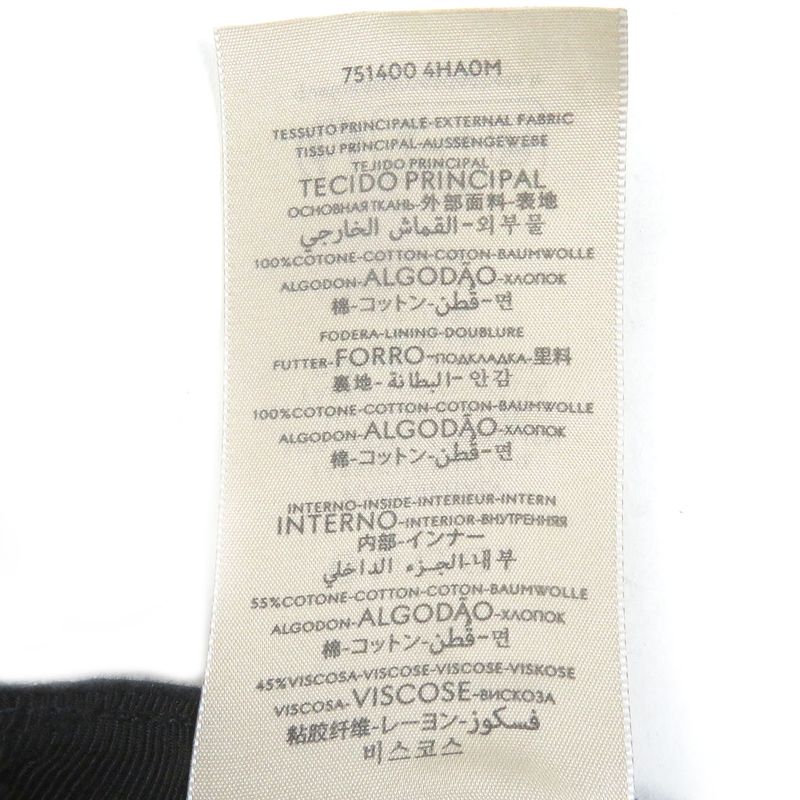 751400 4HA0M
TESSUTO PRINCIPALE-EXTERNAL FABRIC
TISSU PRINCIPAL-AUSSENGEWEBE
TEJIDO PRINCIPAL
TECIDO PRINCIPAL
ОСНОВНАЯ ТКАНЬ-外部面料-表地
القماش الخارجي-외부물
100%COTONE-COTTON-COTON-BAUMWOLLE
ALGODON-ALGODÃO-ХЛОПОК
棉-コットン-قطن-면
FODERA-LINING-DOUBLURE
FUTTER-FORRO-ПОДКЛАДКА-里料
裏地-البطانة-안감
100%COTONE-COTTON-COTON-BAUMWOLLE
ALGODON-ALGODÃO-ХЛОПОК
棉-コットン-قطن-면
INTERNO-INSIDE-INTERIEUR-INTERN
INTERNO-INTERIOR-ВНУТРЕННЯЯ
内部-インナー
الجزء الداخلي-내부
55%COTONE-COTTON-COTON-BAUMWOLLE
ALGODON-ALGODÃO-ХЛОПОК
棉-コットン-قطن-면
45%VISCOSA-VISCOSE-VISCOSE-VISKOSE
VISCOSA-VISCOSE-ВИСКОЗА
粘胶纤维-レーヨン-فسكوز
비스코스